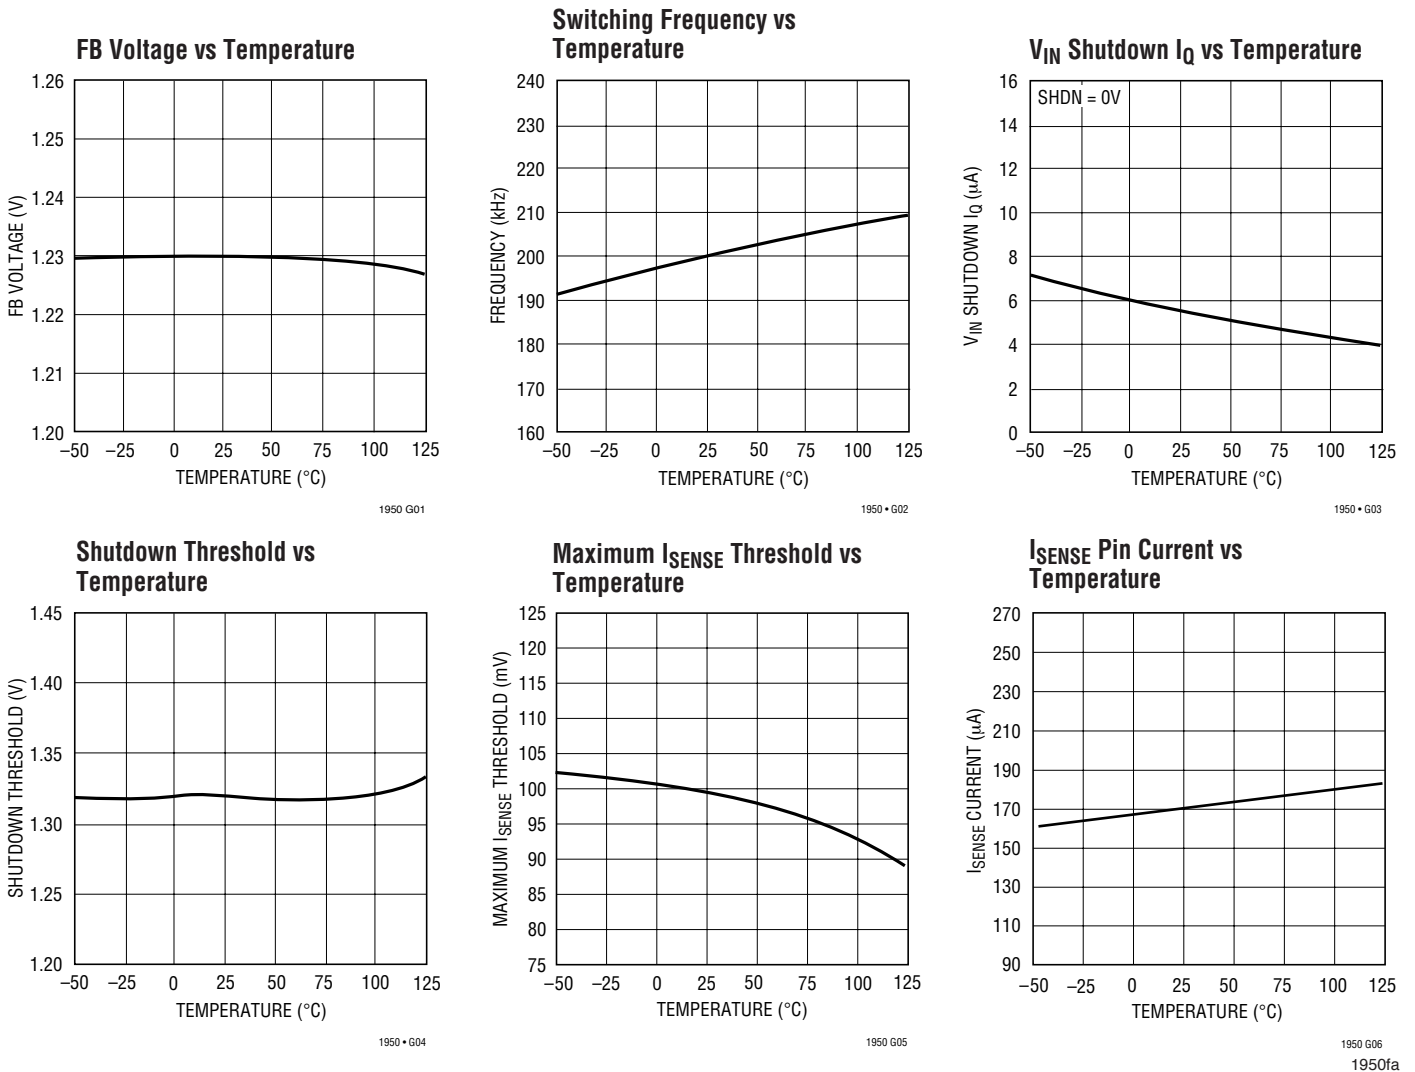 FB Voltage vs Temperature
1.26
1.25
1.24
1.23
1.22
1.21
1.20
FB VOLTAGE (V)
–50 –25 0 25 50 75 100 125
TEMPERATURE (°C)
1950 G01
Switching Frequency vs
Temperature
240
230
220
210
200
190
180
170
160
FREQUENCY (kHz)
–50 –25 0 25 50 75 100 125
TEMPERATURE (°C)
1950 • G02
VIN Shutdown IQ vs Temperature
SHDN = 0V
16
14
12
10
8
6
4
2
0
VIN SHUTDOWN IQ (µA)
–50 –25 0 25 50 75 100 125
TEMPERATURE (°C)
1950 • G03
Shutdown Threshold vs
Temperature
1.45
1.40
1.35
1.30
1.25
1.20
SHUTDOWN THRESHOLD (V)
–50 –25 0 25 50 75 100 125
TEMPERATURE (°C)
1950 • G04
Maximum ISENSE Threshold vs
Temperature
125
120
115
110
105
100
95
90
85
80
75
MAXIMUM ISENSE THRESHOLD (mV)
–50 –25 0 25 50 75 100 125
TEMPERATURE (°C)
1950 G05
ISENSE Pin Current vs
Temperature
270
250
230
210
190
170
150
130
110
90
ISENSE CURRENT (µA)
–50 –25 0 25 50 75 100 125
TEMPERATURE (°C)
1950 G06
1950fa